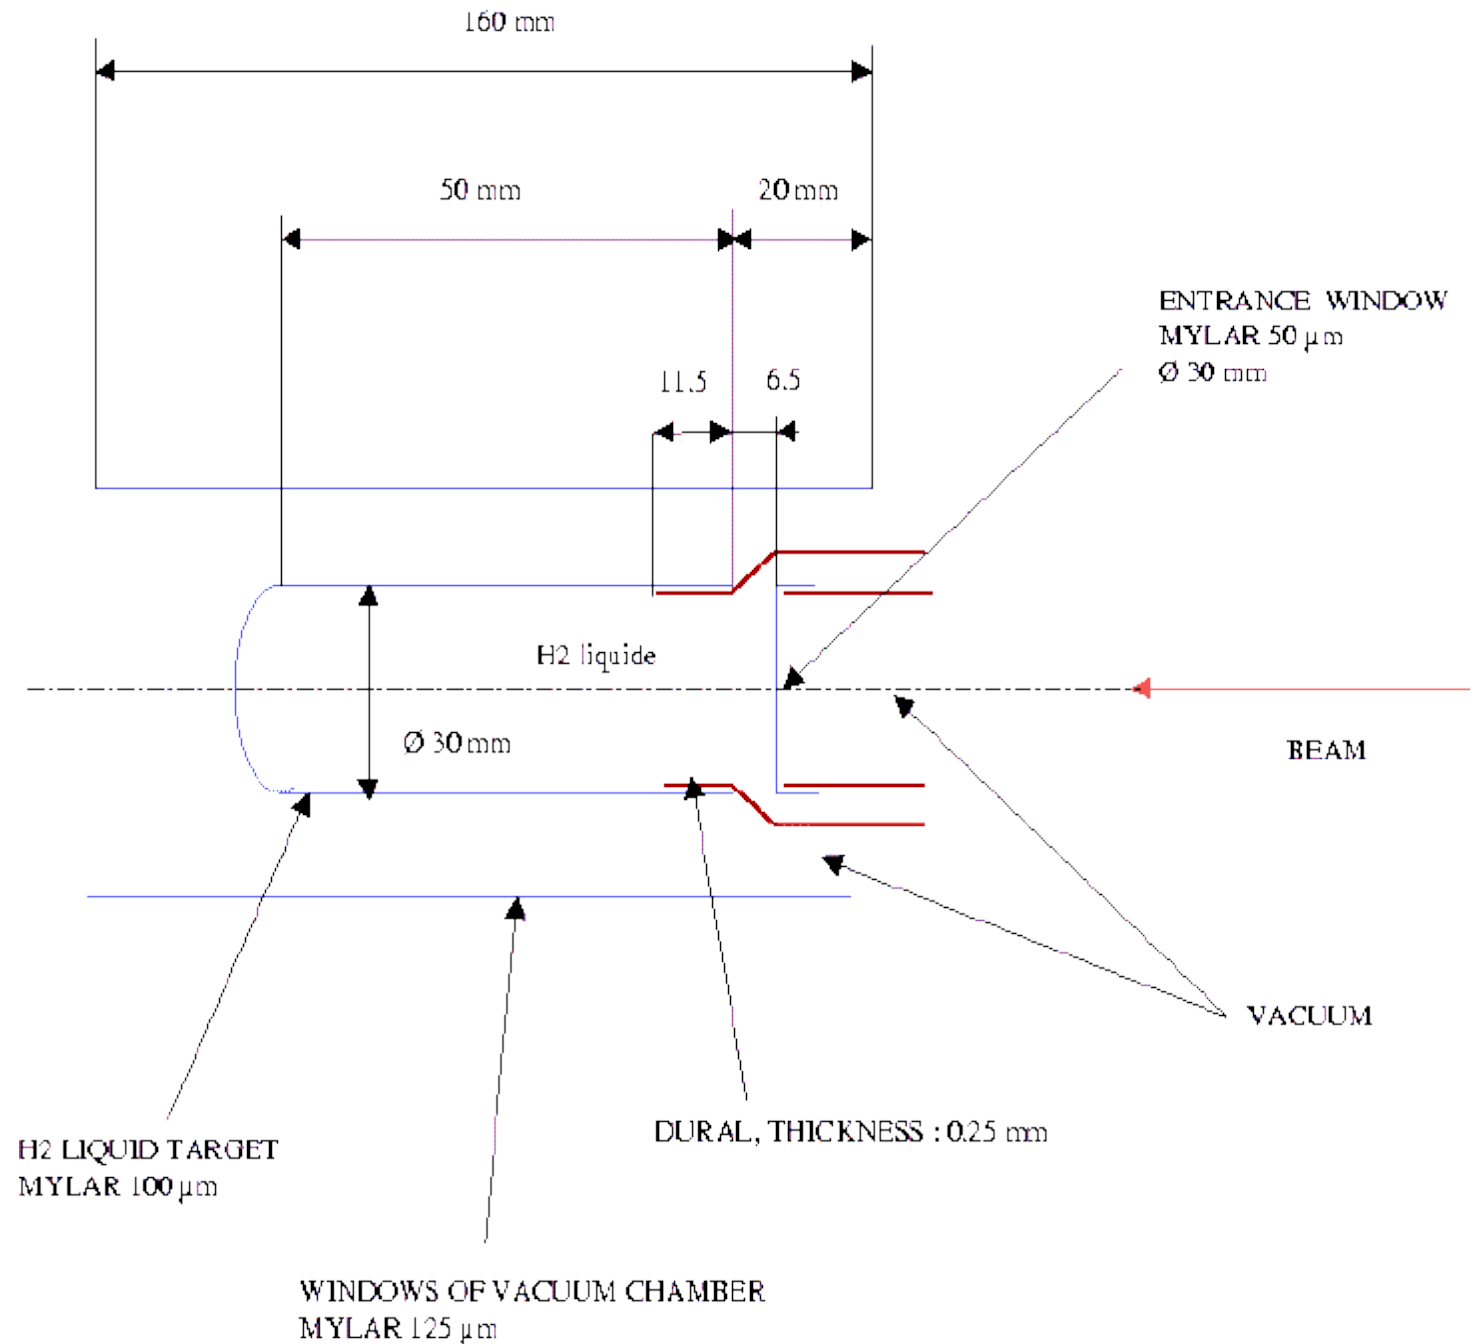 160 mm
50 mm
20 mm
ENTRANCE WINDOW
MYLAR 50 µm
Ø 30 mm
11.5
6.5
H2 liquide
Ø 30 mm
BEAM
VACUUM
DURAL, THICKNESS : 0.25 mm
H2 LIQUID TARGET
MYLAR 100 µm
WINDOWS OF VACUUM CHAMBER
MYLAR 125 µm